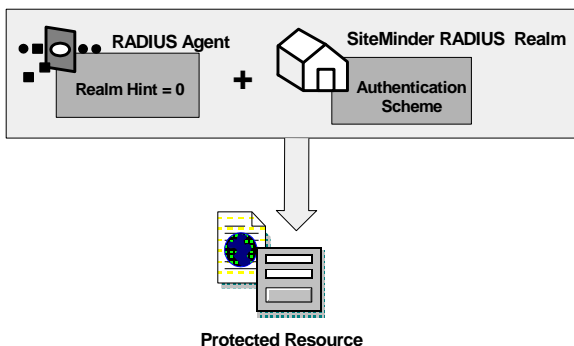 RADIUS Agent
Realm Hint = 0
+
SiteMinder RADIUS Realm
Authentication
Scheme
Protected Resource